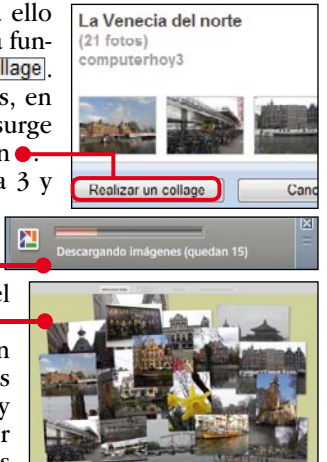 ello
fun-
ollage.
s, en
surge
n
a 3 y
La Venecia del norte
(21 fotos)
computerhoy3
Realizar un collage
Canc
Descargando imágenes (quedan 15)
el
n
s
y
r
s